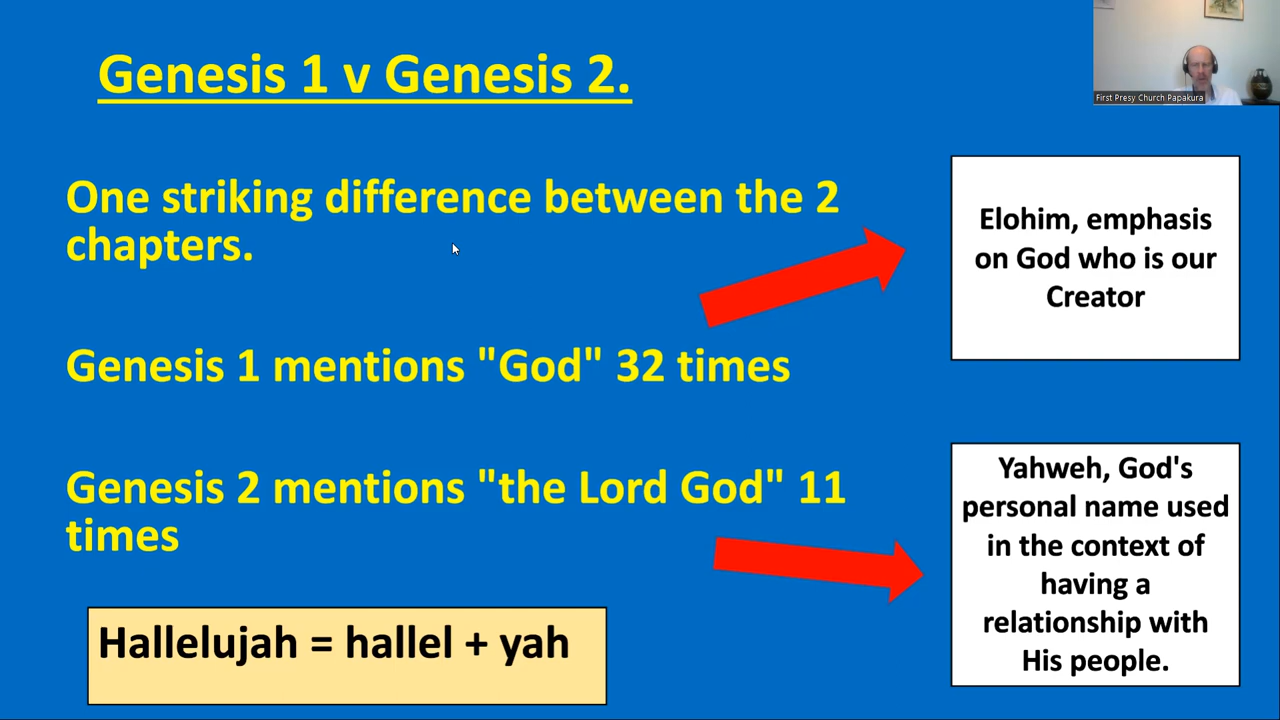 Genesis 1 v Genesis 2.
First Presy Church Papakura
One striking difference between the 2
chapters.
Elohim, emphasis
on God who is our
Creator
Genesis 1 mentions "God" 32 times
Genesis 2 mentions "the Lord God" 11
times
Yahweh, God's
personal name used
in the context of
having a
relationship with
His people.
Hallelujah = hallel + yah